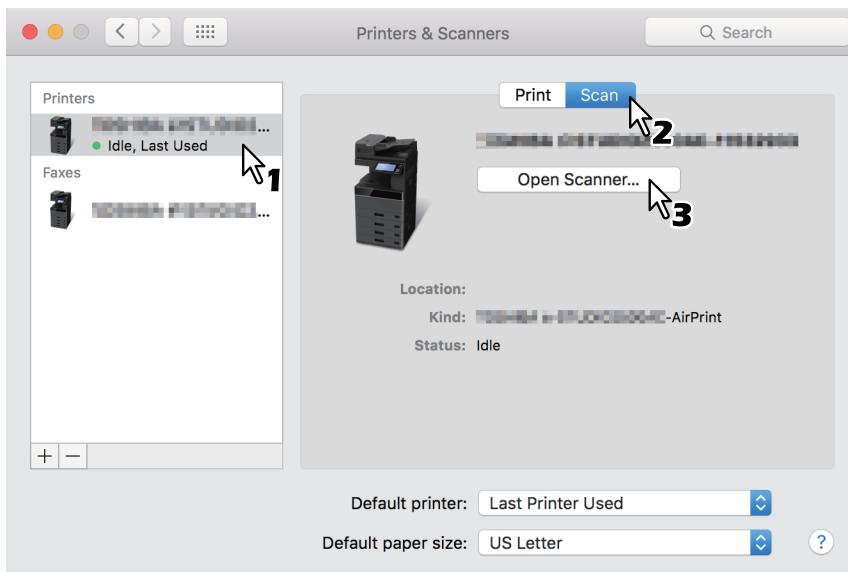 Printers & Scanners
Search
Printers
...
Idle, Last Used
1
Faxes
...
Print
Scan
2
Open Scanner...
3
Location:
Kind: -AirPrint
Status: Idle
+ −
Default printer: Last Printer Used
Default paper size: US Letter
?